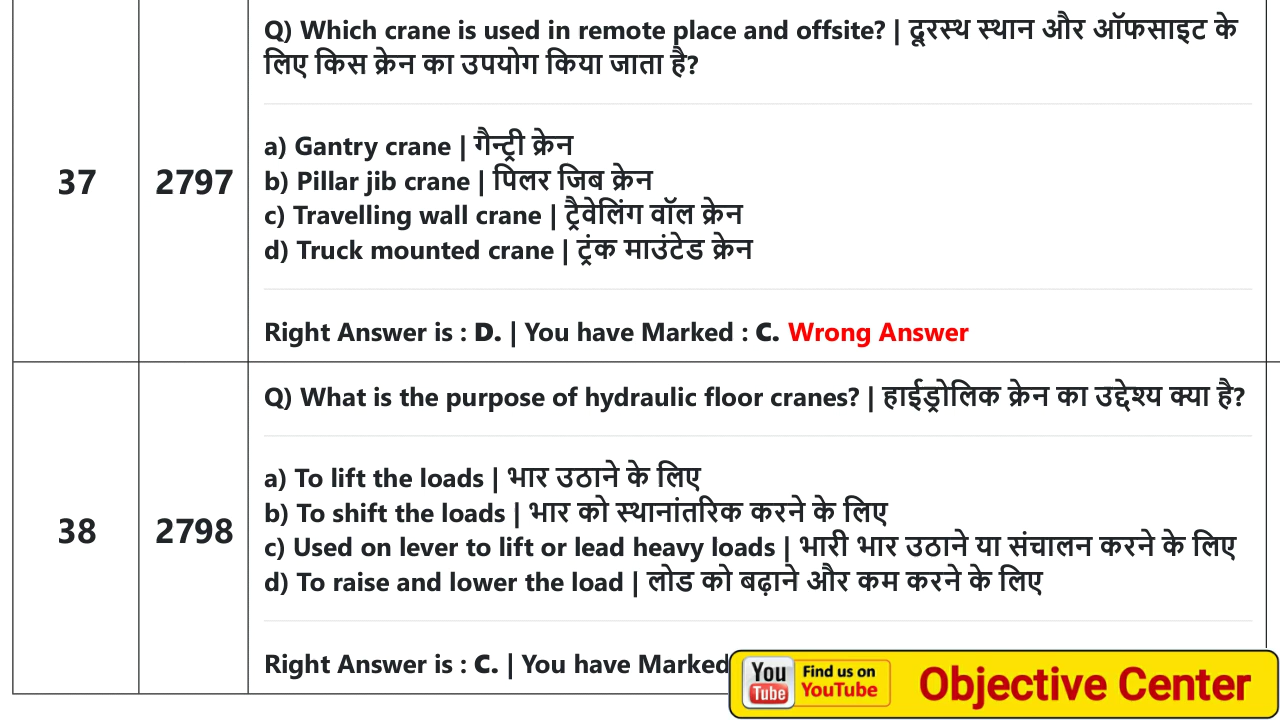 Q) Which crane is used in remote place and offsite? | दूरस्थ स्थान और ऑफसाइट के
लिए किस क्रेन का उपयोग किया जाता है?
a) Gantry crane | गैन्ट्री क्रेन
37
2797
b) Pillar jib crane | पिलर जिब क्रेन
c) Travelling wall crane | ट्रैवेलिंग वॉल क्रेन
d) Truck mounted crane | ट्रंक माउंटेड क्रेन
Right Answer is : D. | You have Marked : C. Wrong Answer
Q) What is the purpose of hydraulic floor cranes? | हाईड्रोलिक क्रेन का उद्देश्य क्या है?
a) To lift the loads | भार उठाने के लिए
b) To shift the loads | भार को स्थानांतरिक करने के लिए
38
2798
c) Used on lever to lift or lead heavy loads | भारी भार उठाने या संचालन करने के लिए
d) To raise and lower the load | लोड को बढ़ाने और कम करने के लिए
Right Answer is : C. | You have Marked
You
Tube
Find us on
YouTube
Objective Center